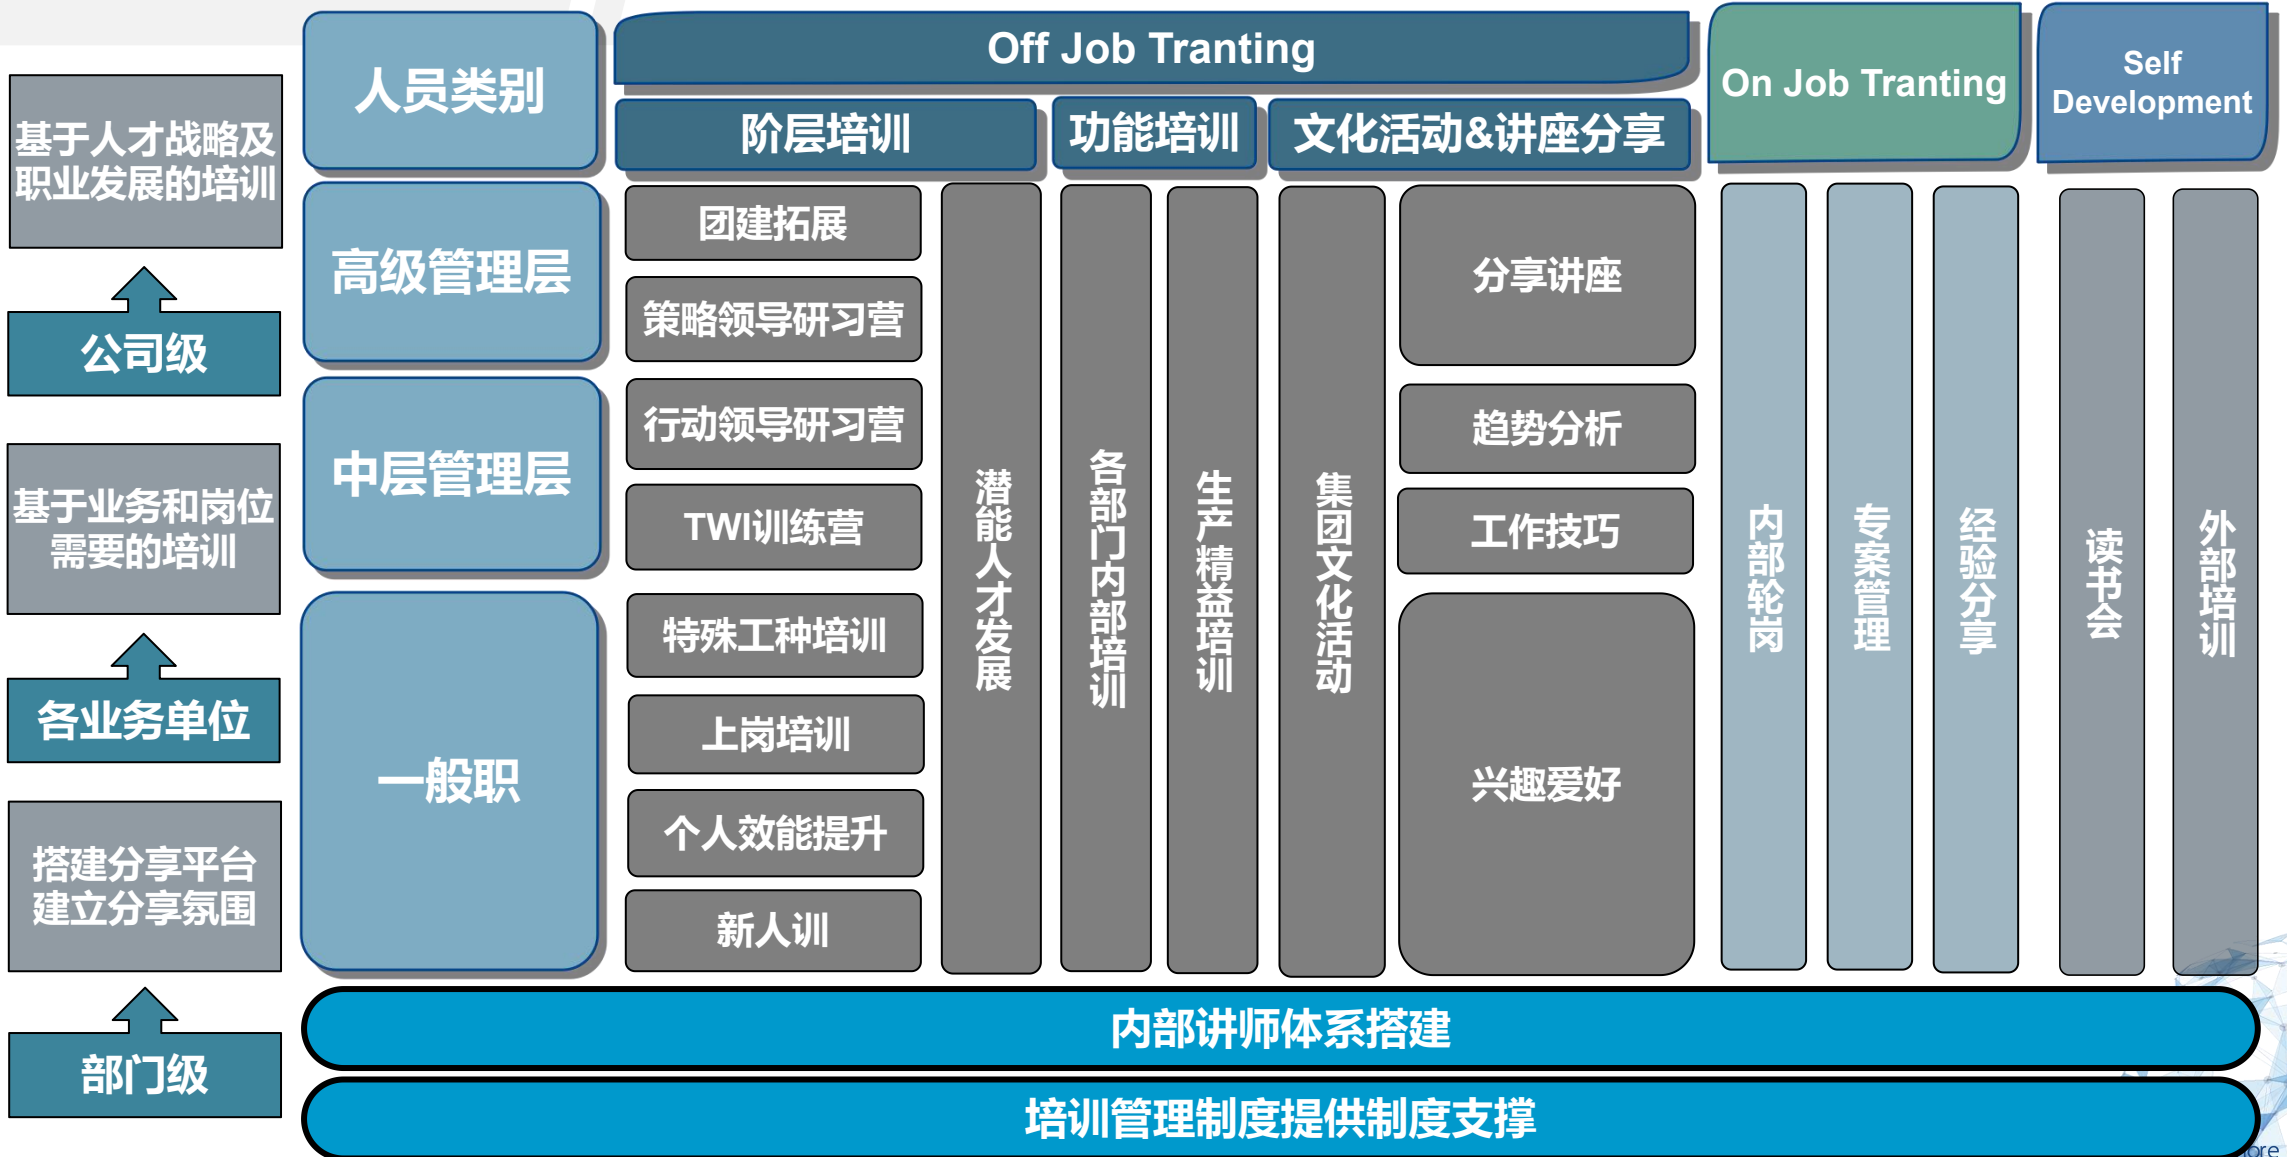 基于人才战略及
职业发展的培训
公司级
基于业务和岗位
需要的培训
各业务单位
搭建分享平台
建立分享氛围
部门级
人员类别
Off Job Tranting
On Job Tranting
Self
Development
阶层培训
功能培训
文化活动&讲座分享
高级管理层
中层管理层
一般职
团建拓展
策略领导研习营
行动领导研习营
TWI训练营
特殊工种培训
上岗培训
个人效能提升
新人训
潜能人才发展
各部门内部培训
生产精益培训
集团文化活动
分享讲座
趋势分析
工作技巧
兴趣爱好
内部轮岗
专案管理
经验分享
读书会
外部培训
内部讲师体系搭建
培训管理制度提供制度支撑